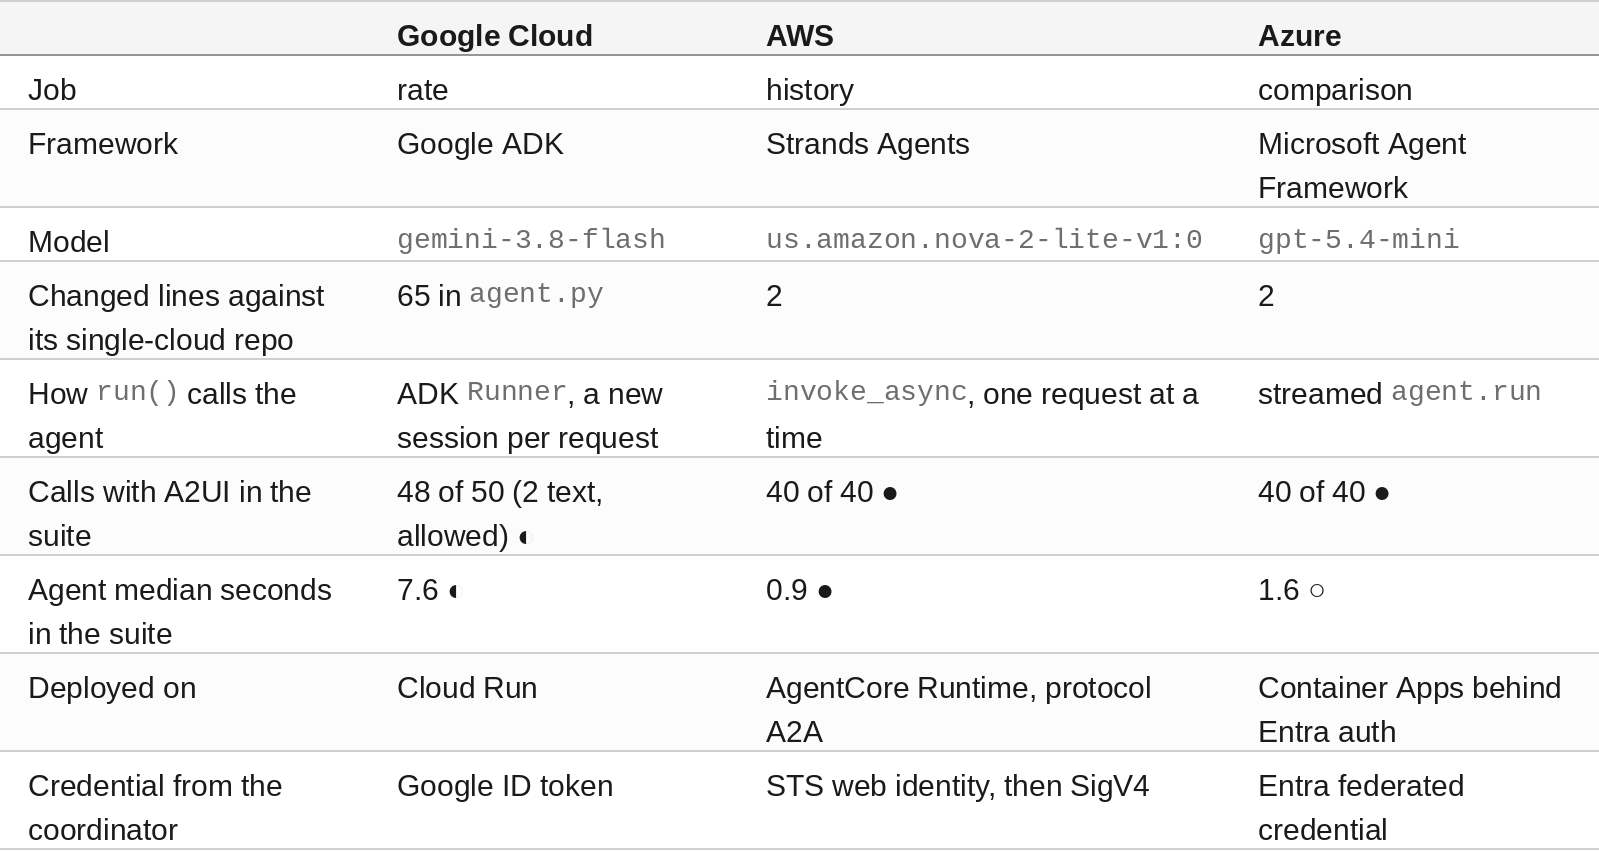 Google Cloud AWS Azure
Job rate history comparison
Framework Google ADK Strands Agents Microsoft Agent
Framework
Model gemini-3.8-flash us.amazon.nova-2-lite-v1:0 gpt-5.4-mini
Changed lines against 65 in agent.py 2 2
its single-cloud repo
How run() calls the ADK Runner, a new invoke_async, one request at a streamed agent.run
agent session per request time
Calls with A2UI in the 48 of 50 (2 text, 40 of 40 ● 40 of 40 ●
suite allowed) ◖
Agent median seconds 7.6 ◖ 0.9 ● 1.6 ○
in the suite
Deployed on Cloud Run AgentCore Runtime, protocol Container Apps behind
A2A Entra auth
Credential from the Google ID token STS web identity, then SigV4 Entra federated
coordinator credential